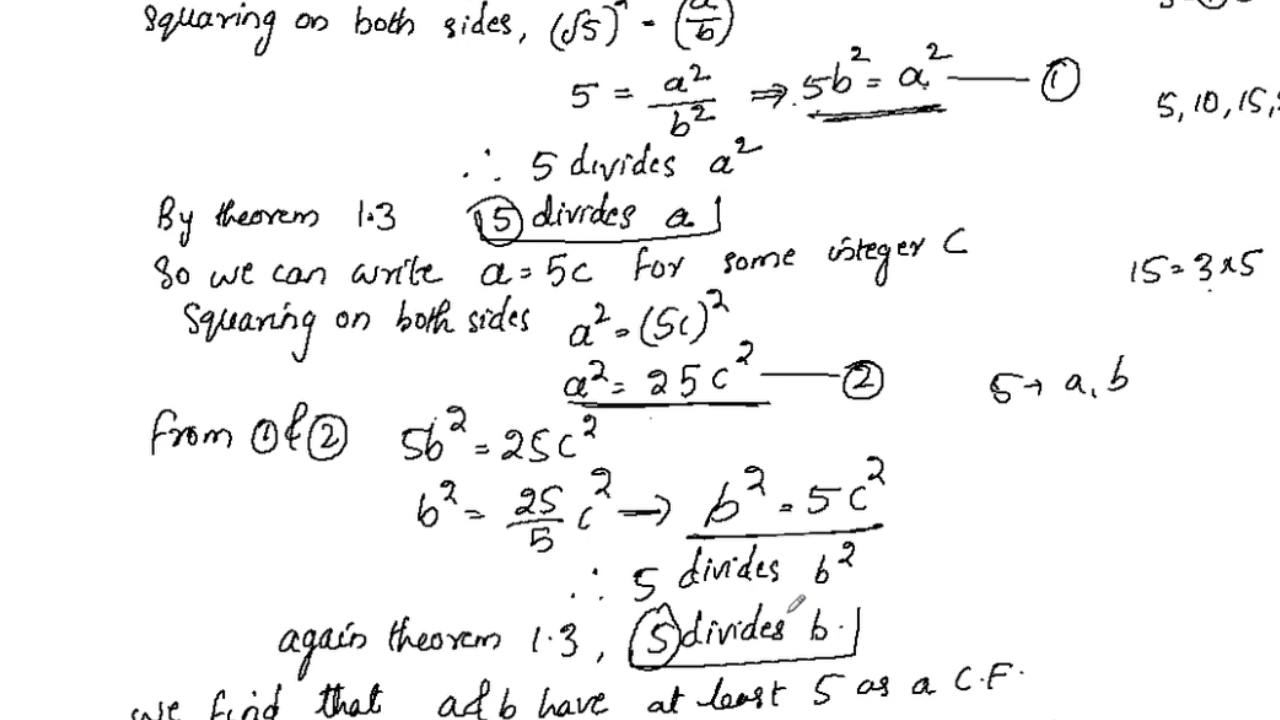 Squaring on both sides, (√5)² = (a/b)
5 = a²/b² ⇒ 5b² = a² —— ①
5, 10, 15,
∴ 5 divides a²
By theorem 1.3 5 divides a
So we can write a = 5c for some integer C
15 = 3 × 5
Squaring on both sides a² = (5c)²
a² = 25c² —— ②
5 → a, b
from ① & ② 5b² = 25c²
b² = 25/5 c² → b² = 5c²
∴ 5 divides b²
again theorem 1.3, 5 divides b.
we find that a & b have at least 5 as a C.F.